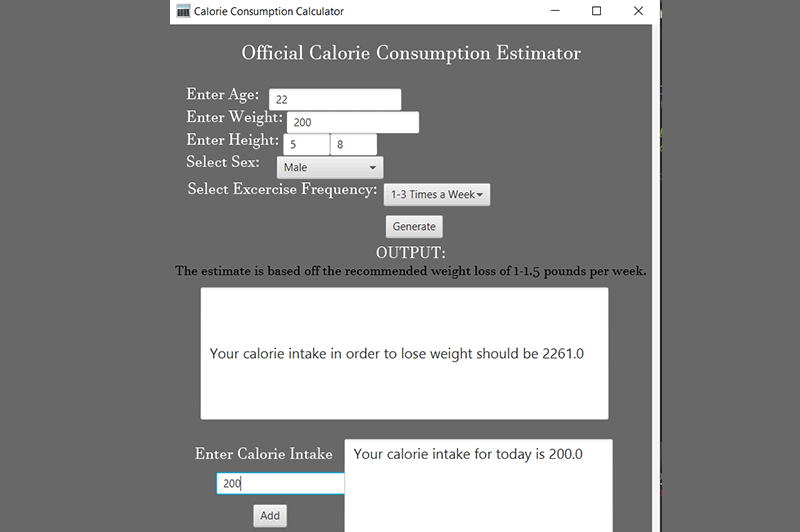 Calorie Consumption Calculator
Official Calorie Consumption Estimator
Enter Age: 22
Enter Weight: 200
Enter Height: 5 8
Select Sex: Male
Select Excercise Frequency: 1-3 Times a Week
Generate
OUTPUT:
The estimate is based off the recommended weight loss of 1-1.5 pounds per week.
Your calorie intake in order to lose weight should be 2261.0
Enter Calorie Intake
Your calorie intake for today is 200.0
200
Add